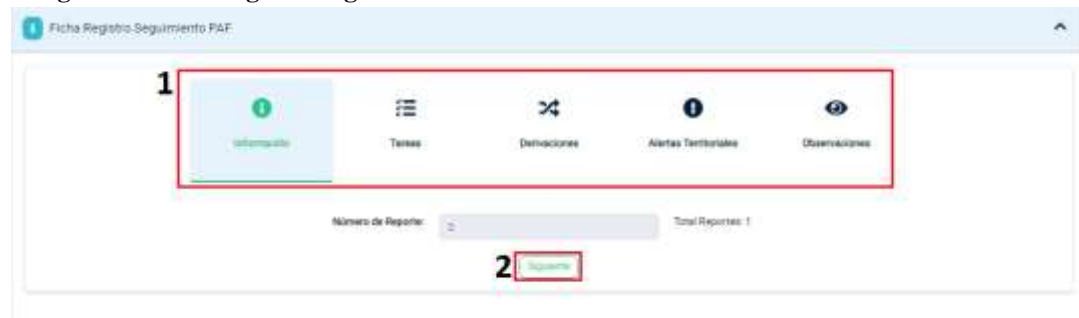 Ficha Registro Seguimiento PAF
1
Información
Tareas
Derivaciones
Alertas Territoriales
Observaciones
Número de Reporte: 2
Total Reportes: 1
2
Siguiente